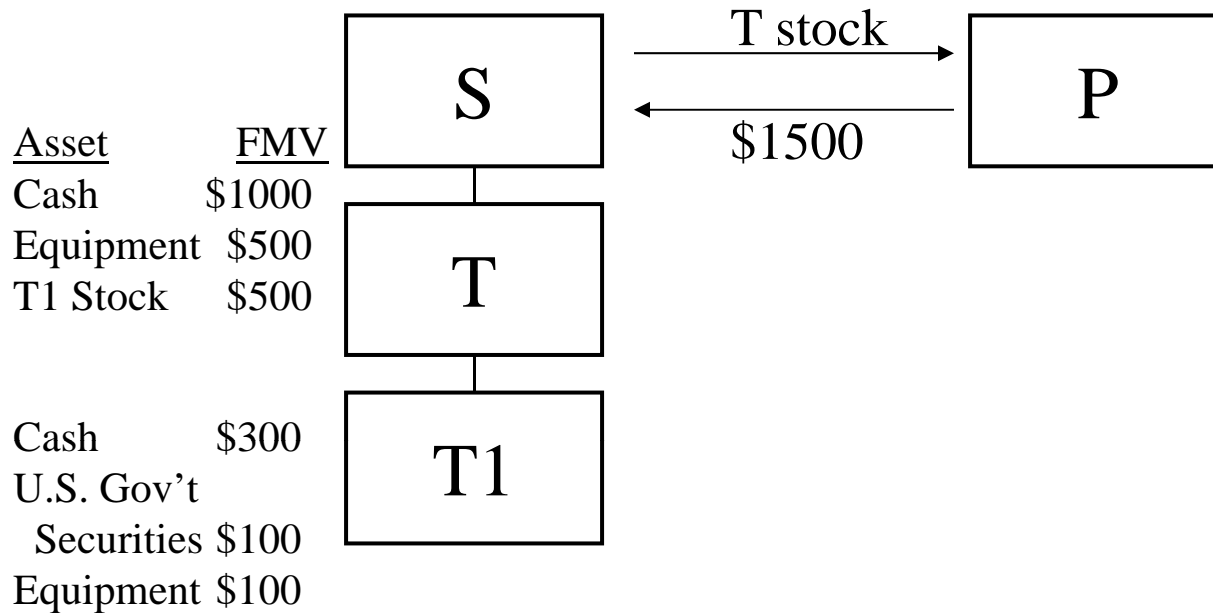 T stock
S
P
$1500
Asset FMV
Cash $1000
Equipment $500
T1 Stock $500
T
Cash $300
U.S. Gov’t
Securities $100
Equipment $100
T1